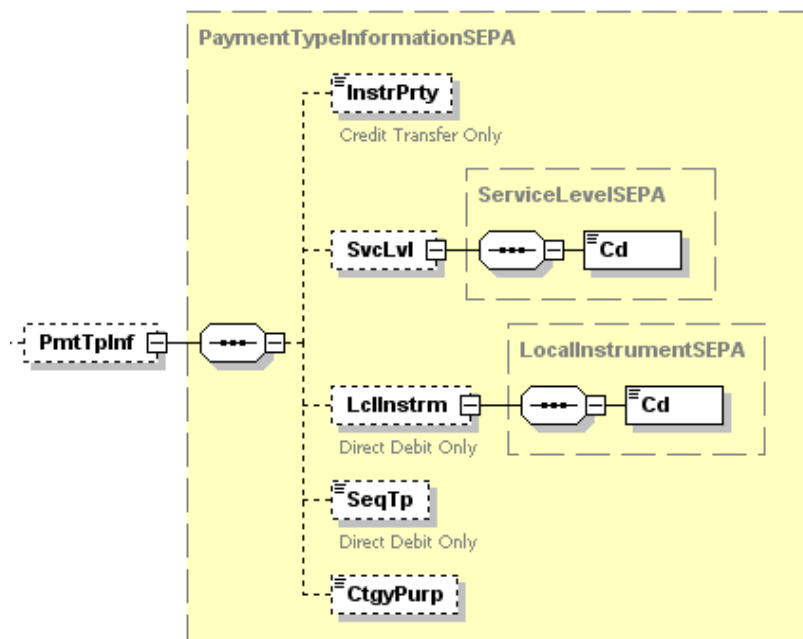 PaymentTypeInformationSEPA
InstrPrty
Credit Transfer Only
ServiceLevelSEPA
SvcLvl
Cd
PmtTpInf
LocalInstrumentSEPA
LclInstrm
Cd
Direct Debit Only
SeqTp
Direct Debit Only
CtgyPurp